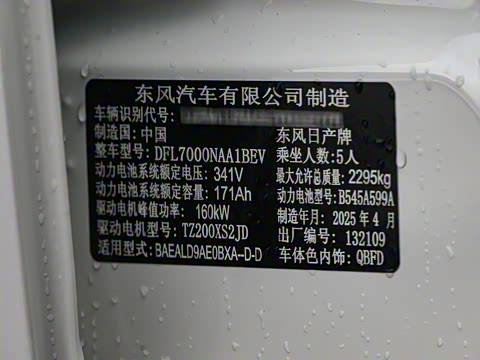 东风汽车有限公司制造
车辆识别代号:
制造国: 中国 东风日产牌
整车型号: DFL7000NAA1BEV 乘坐人数: 5人
动力电池系统额定电压: 341V 最大允许总质量: 2295kg
动力电池系统额定容量: 171Ah 动力电池型号: B545A599A
驱动电机峰值功率: 160kW 制造年月: 2025 年 4 月
驱动电机型号: TZ200XS2JD 出厂编号: 132109
适用型式: BAEALD9AE0BXA-D-D 车体色内饰: QBFD